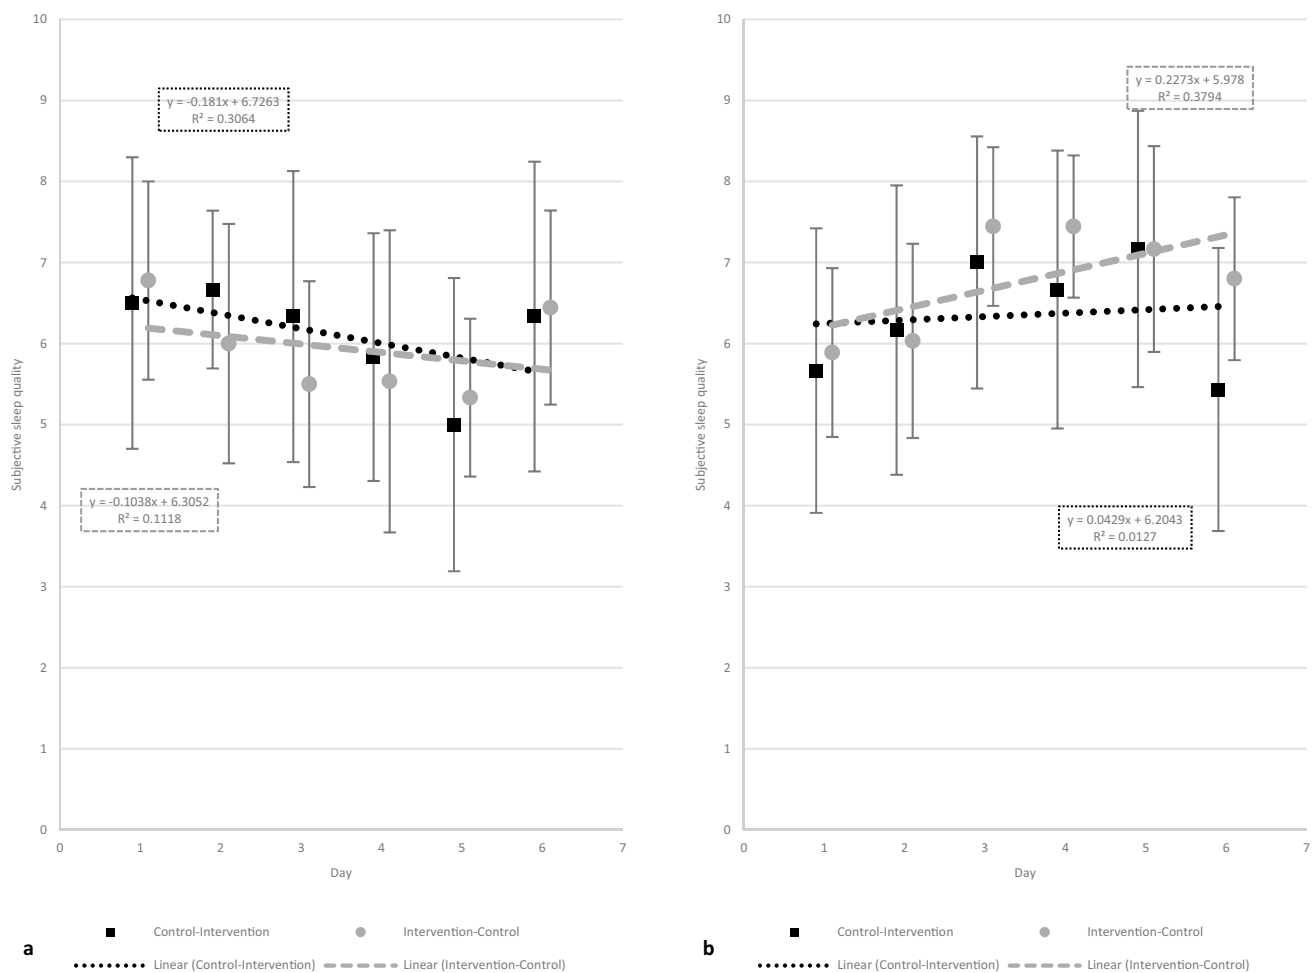 10
9
8
7
6
5
4
3
2
1
0
Subjective sleep quality
y = -0.181x + 6.7263
R² = 0.3064
y = -0.1038x + 6.3052
R² = 0.1118
0 1 2 3 4 5 6 7
Day
Control-Intervention Intervention-Control
a
Linear (Control-Intervention) Linear (Intervention-Control)
10
9
8
7
6
5
4
3
2
1
0
Subjective sleep quality
y = 0.2273x + 5.978
R² = 0.3794
y = 0.0429x + 6.2043
R² = 0.0127
0 1 2 3 4 5 6 7
Day
Control-Intervention Intervention-Control
b
Linear (Control-Intervention) Linear (Intervention-Control)